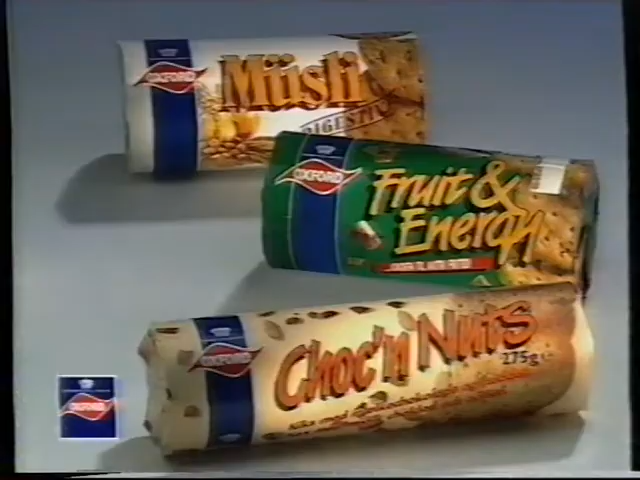 OXFORD
Müsli
DIGESTIVE
OXFORD
Fruit &
Energy
OXFORD
Choc'n'Nuts
275g
OXFORD